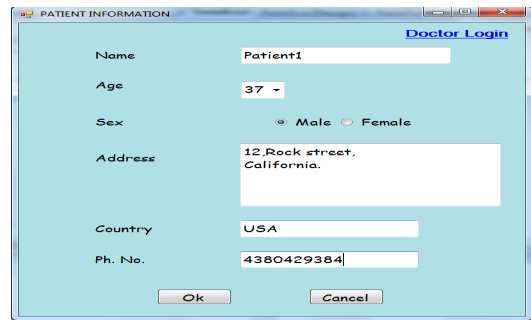 PATIENT INFORMATION
Doctor Login
Name Patient1
Age 37
Sex Male Female
Address 12,Rock street,
California.
Country USA
Ph. No. 4380429384
Ok Cancel